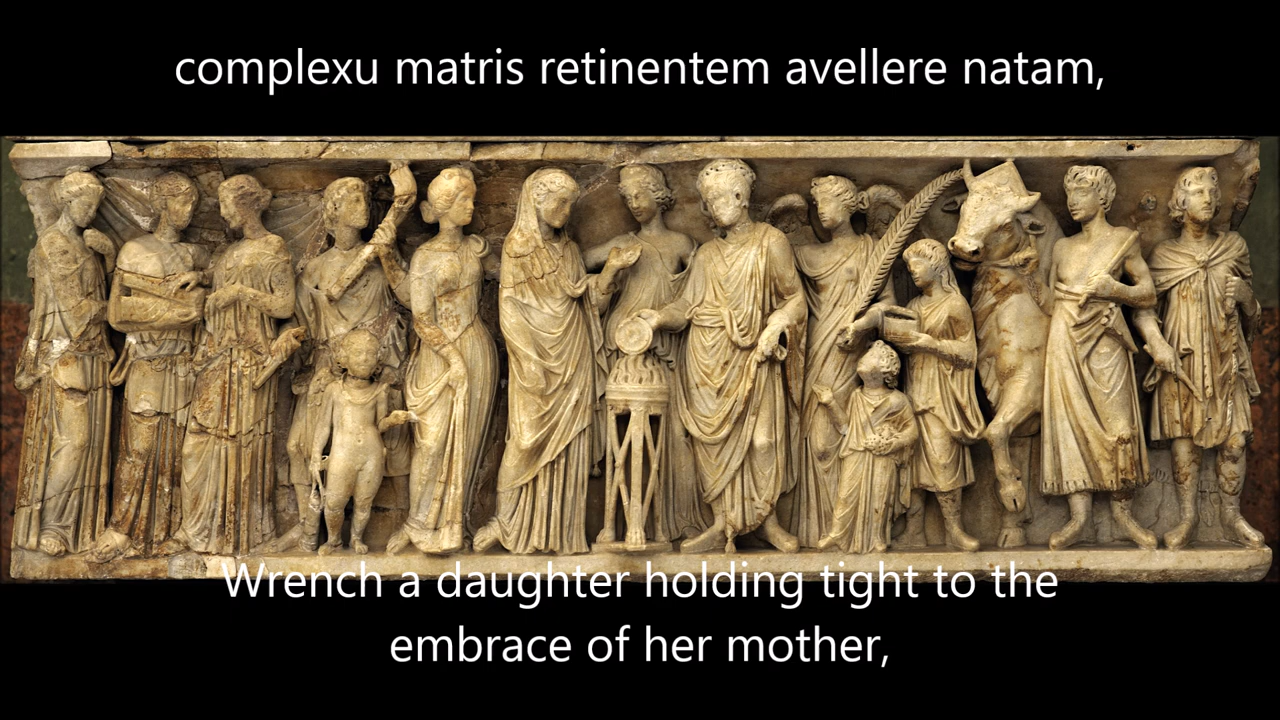 complexu matris retinentem avellere natam,
Wrench a daughter holding tight to the
embrace of her mother,